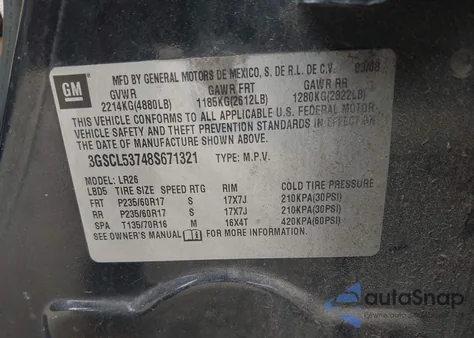 GM
MFD BY GENERAL MOTORS DE MEXICO, S. DE R.L. DE C.V. 03/08
GVWR GAWR FRT GAWR RR
2214KG(4880LB) 1185KG(2612LB) 1280KG(2822LB)
THIS VEHICLE CONFORMS TO ALL APPLICABLE U.S. FEDERAL MOTOR
VEHICLE SAFETY AND THEFT PREVENTION STANDARDS IN EFFECT ON
THE DATE OF MANUFACTURE SHOWN ABOVE.
3GSCL53748S671321 TYPE: M.P.V.
MODEL: LR26
LBD5 TIRE SIZE SPEED RTG RIM COLD TIRE PRESSURE
FRT P235/60R17 S 17X7J 210KPA(30PSI)
RR P235/60R17 S 17X7J 210KPA(30PSI)
SPA T135/70R16 M 16X4T 420KPA(60PSI)
SEE OWNER'S MANUAL FOR MORE INFORMATION
autoSnap